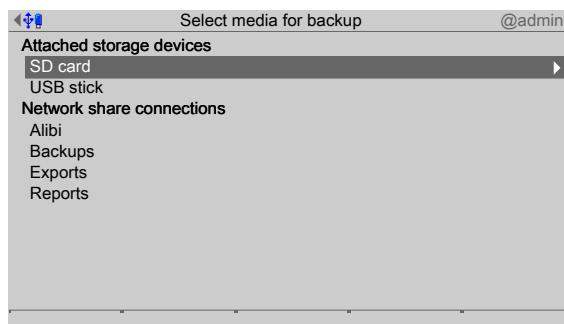 Select media for backup @admin
Attached storage devices
SD card
USB stick
Network share connections
Alibi
Backups
Exports
Reports